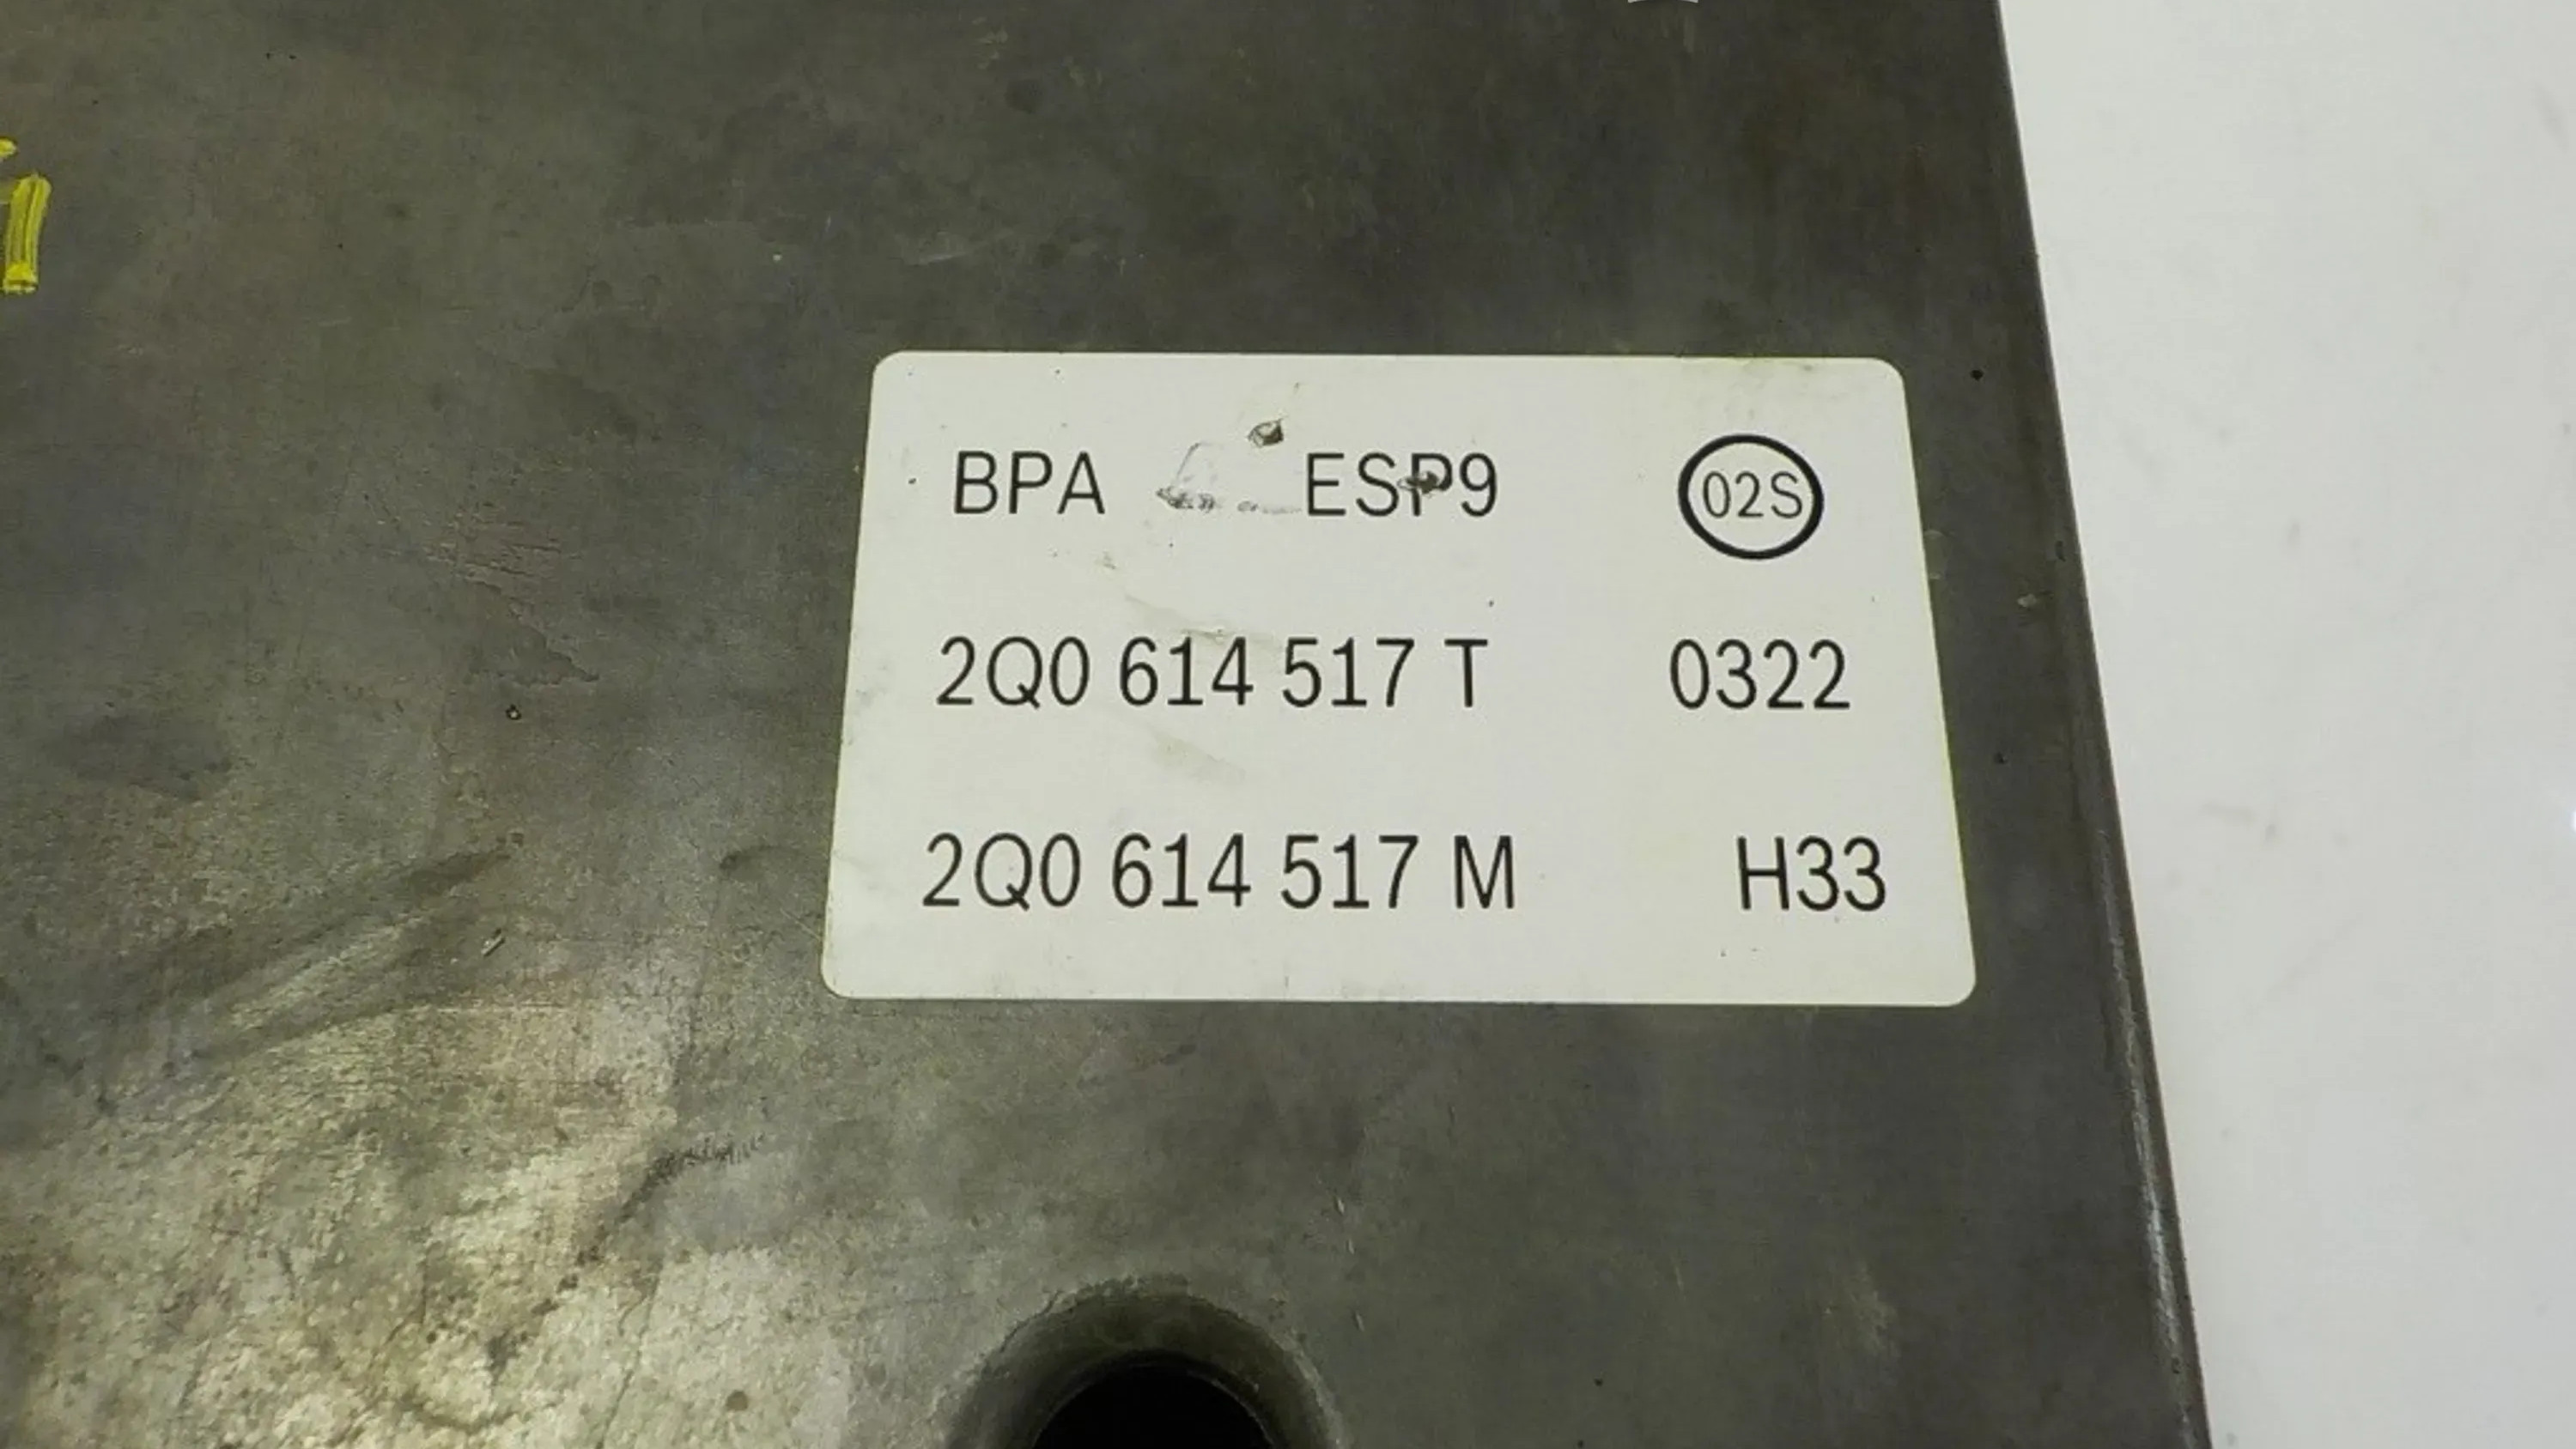 BPA ESP9 02S
2Q0 614 517 T 0322
2Q0 614 517 M H33